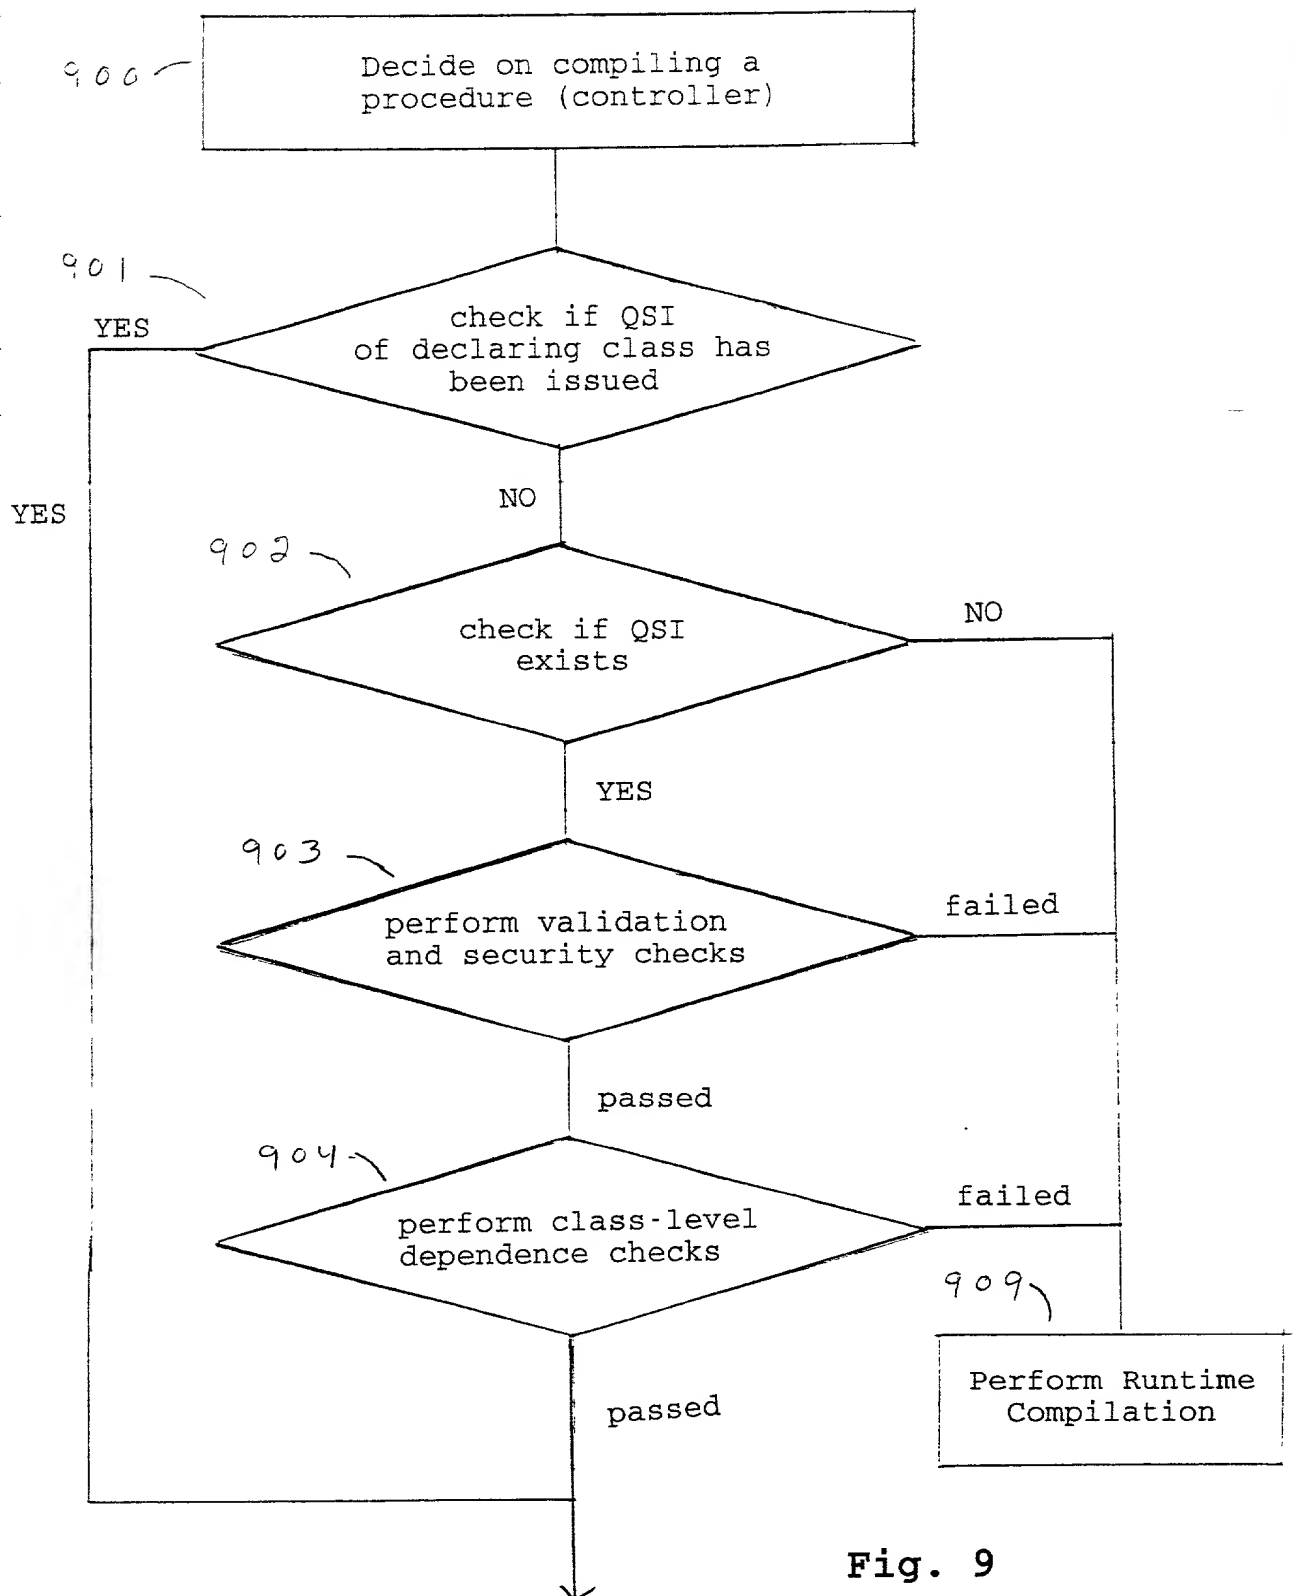 900
Decide on compiling a
procedure (controller)
901
YES
check if QSI
of declaring class has
been issued
NO
YES
902
check if QSI
exists
NO
YES
903
perform validation
and security checks
failed
passed
904
perform class-level
dependence checks
failed
909
Perform Runtime
Compilation
passed
Fig. 9